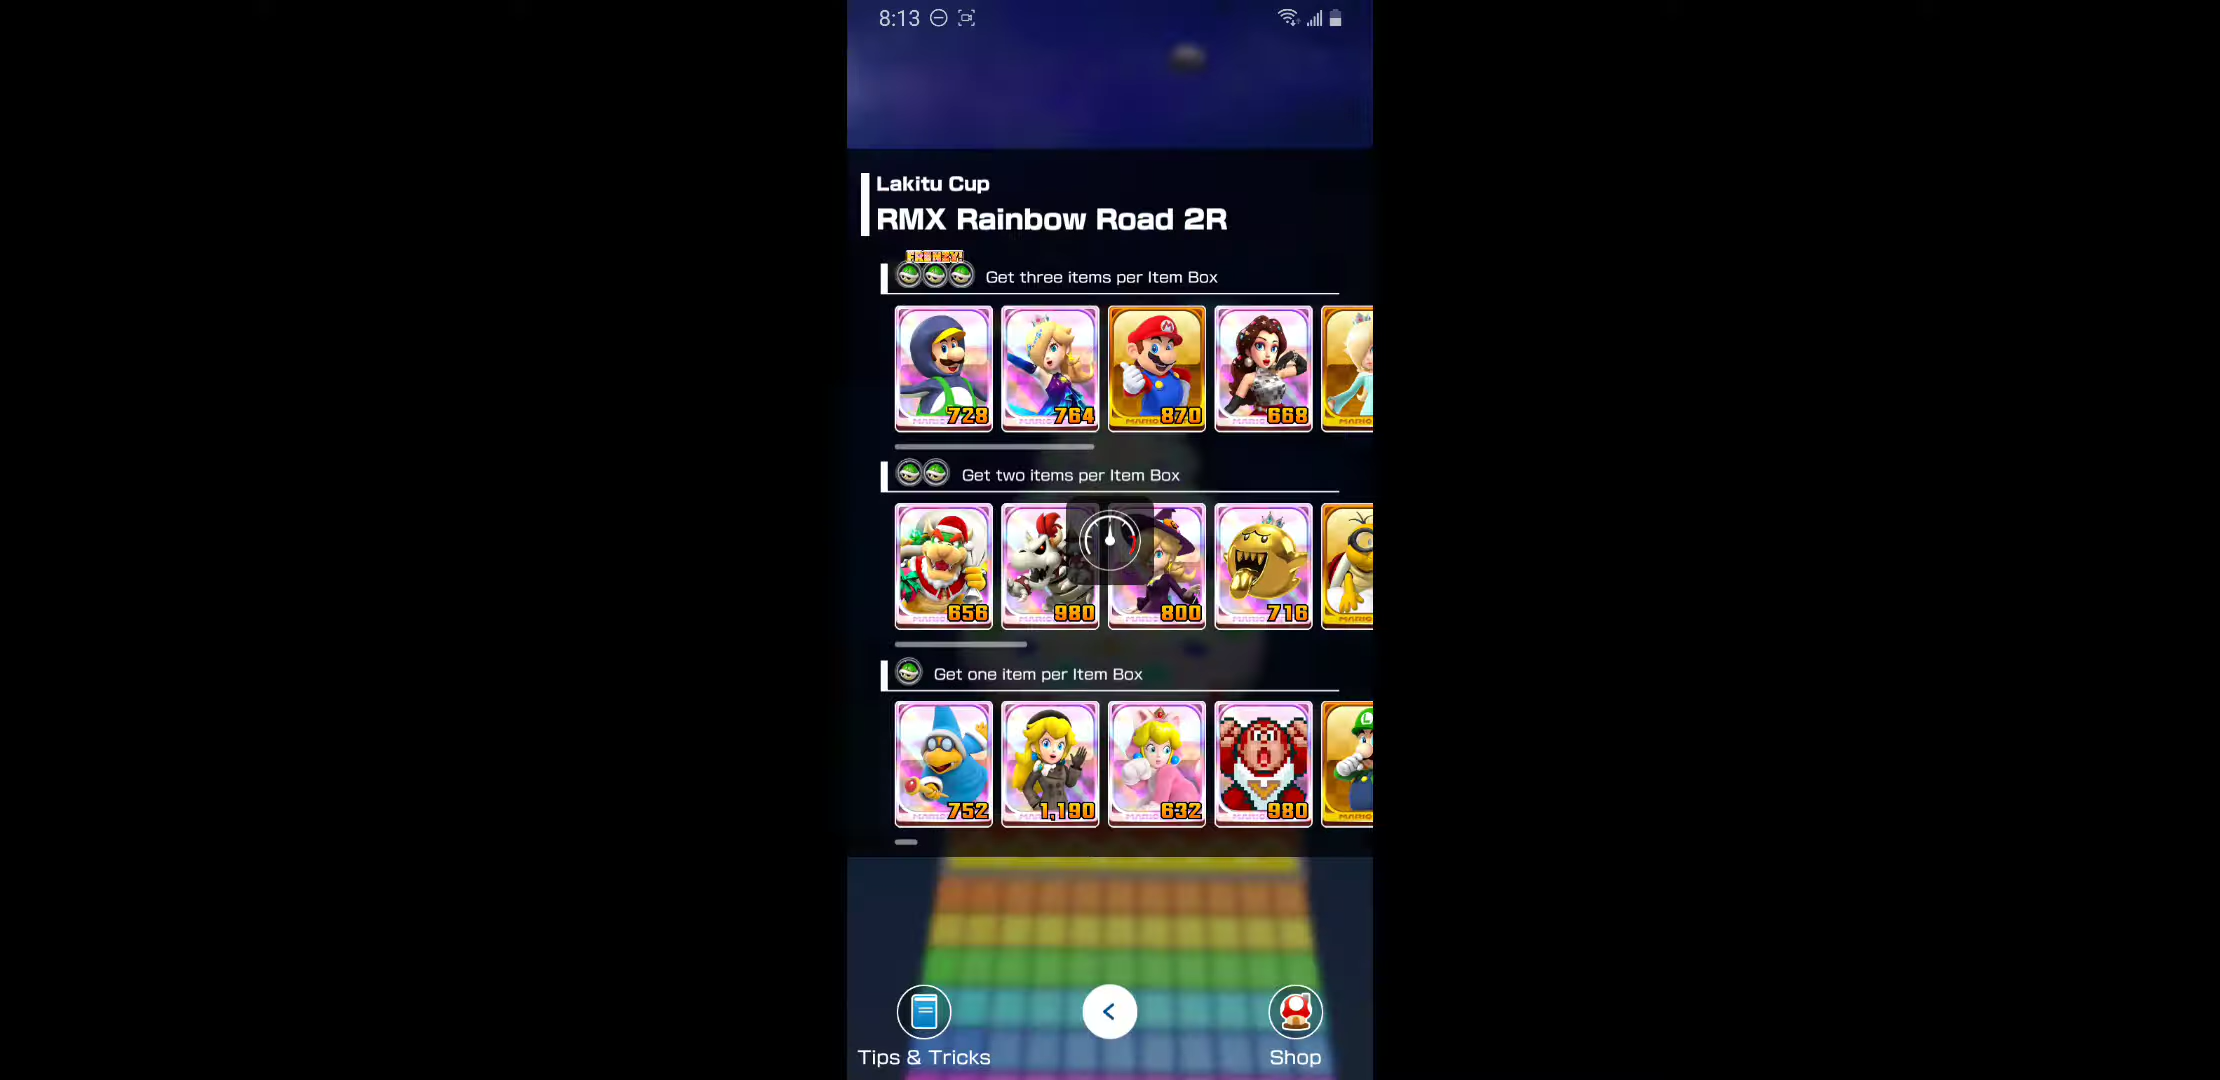 8:13
Lakitu Cup
RMX Rainbow Road 2R
FRENZY!
Get three items per Item Box
728 764 870 668
Get two items per Item Box
656 980 800 716
Get one item per Item Box
752 1,190 632 980
Tips & Tricks
Shop